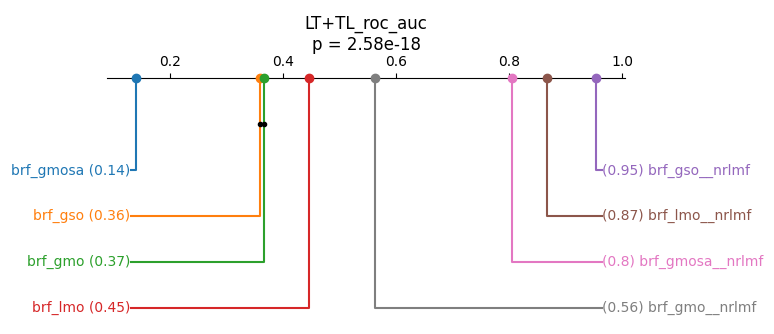 LT+TL_roc_auc
p = 2.58e-18
0.2 0.4 0.6 0.8 1.0
brf_gmosa (0.14) (0.95) brf_gso__nrlmf
brf_gso (0.36) (0.87) brf_lmo__nrlmf
brf_gmo (0.37) (0.8) brf_gmosa__nrlmf
brf_lmo (0.45) (0.56) brf_gmo__nrlmf